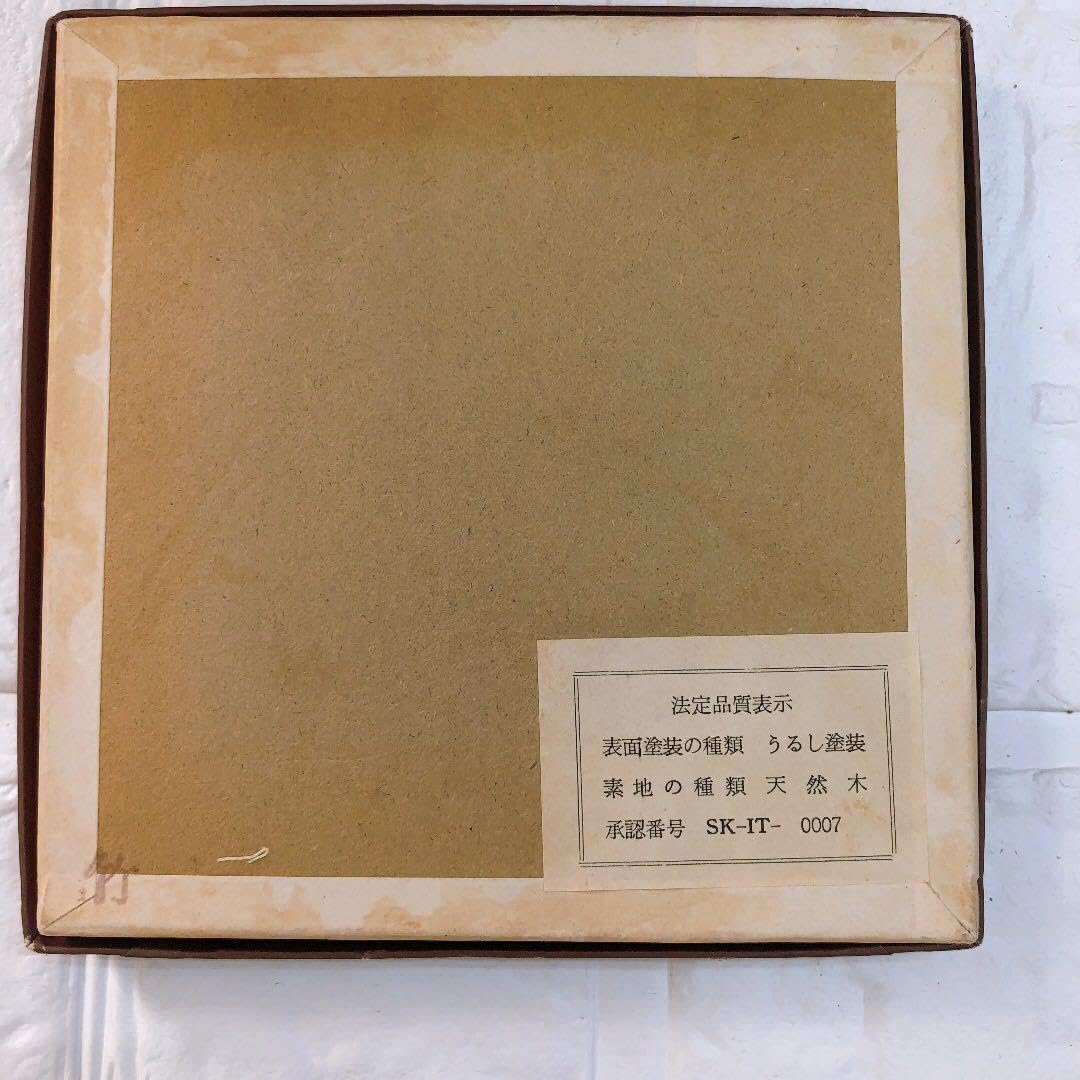 法定品質表示
表面塗装の種類 うるし塗装
素地の種類 天然木
承認番号 SK-IT- 0007
竹